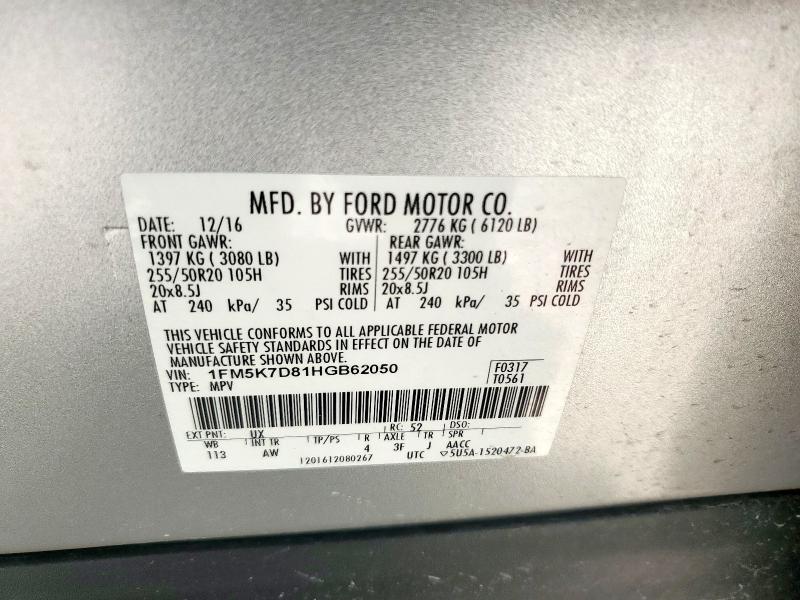 MFD. BY FORD MOTOR CO.
DATE: 12/16 GVWR: 2776 KG ( 6120 LB)
FRONT GAWR: REAR GAWR:
1397 KG ( 3080 LB) WITH 1497 KG ( 3300 LB) WITH
255/50R20 105H TIRES 255/50R20 105H TIRES
20x8.5J RIMS 20x8.5J RIMS
AT 240 kPa/ 35 PSI COLD AT 240 kPa/ 35 PSI COLD
THIS VEHICLE CONFORMS TO ALL APPLICABLE FEDERAL MOTOR
VEHICLE SAFETY STANDARDS IN EFFECT ON THE DATE OF
MANUFACTURE SHOWN ABOVE.
VIN: 1FM5K7D81HGB62050 F0317
TYPE: MPV T0561
EXT PNT: UX RC: 52 DSO:
WB INT TR TP/PS R AXLE TR SPR
113 AW 4 3F J AACC
1201612080267 UTC ▽5U5A-1520472-BA